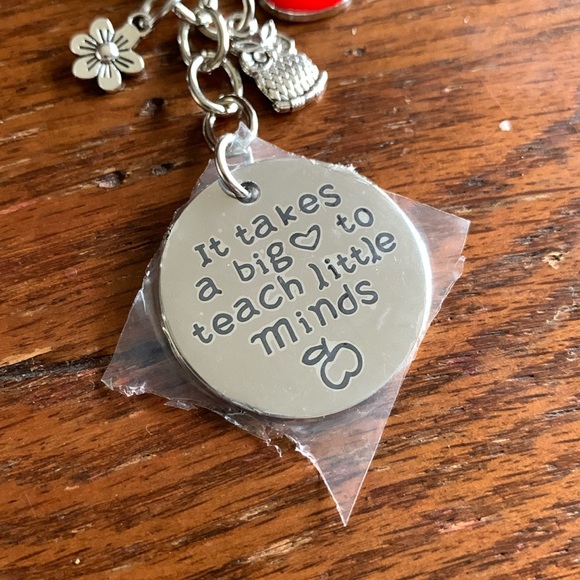 It takes
a big♡ to
teach little
minds